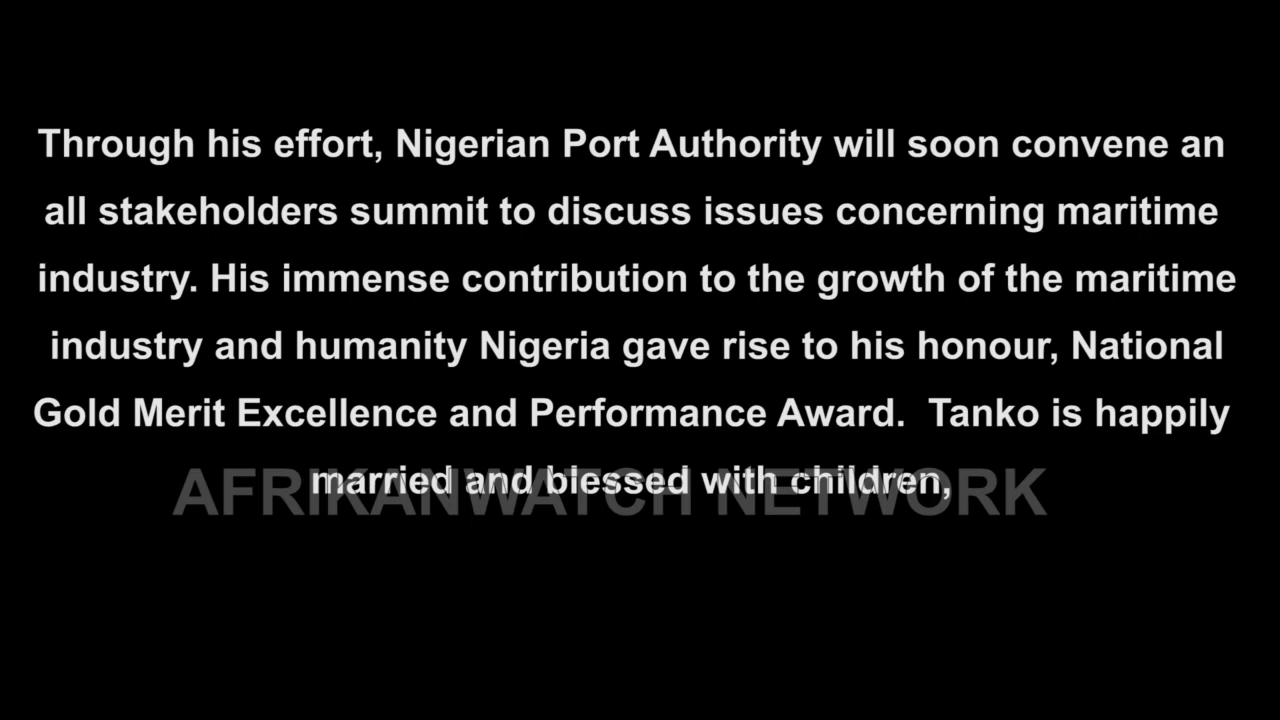 Through his effort, Nigerian Port Authority will soon convene an
all stakeholders summit to discuss issues concerning maritime
industry. His immense contribution to the growth of the maritime
industry and humanity Nigeria gave rise to his honour, National
Gold Merit Excellence and Performance Award.  Tanko is happily
married and blessed with children,
AFRIKANWATCH NETWORK